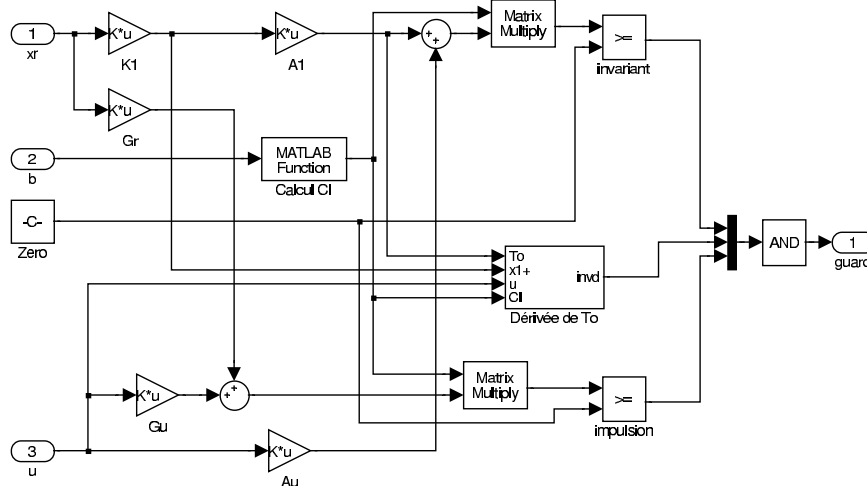 1
xr
K*u
K1
K*u
A1
+
+
Matrix
Multiply
>=
invariant
K*u
Gr
2
b
MATLAB
Function
Calcul CI
-C-
Zero
To
x1+
u
CI
invd
Dérivée de To
AND
1
guard
K*u
Gu
+
+
Matrix
Multiply
>=
impulsion
3
u
K*u
Au